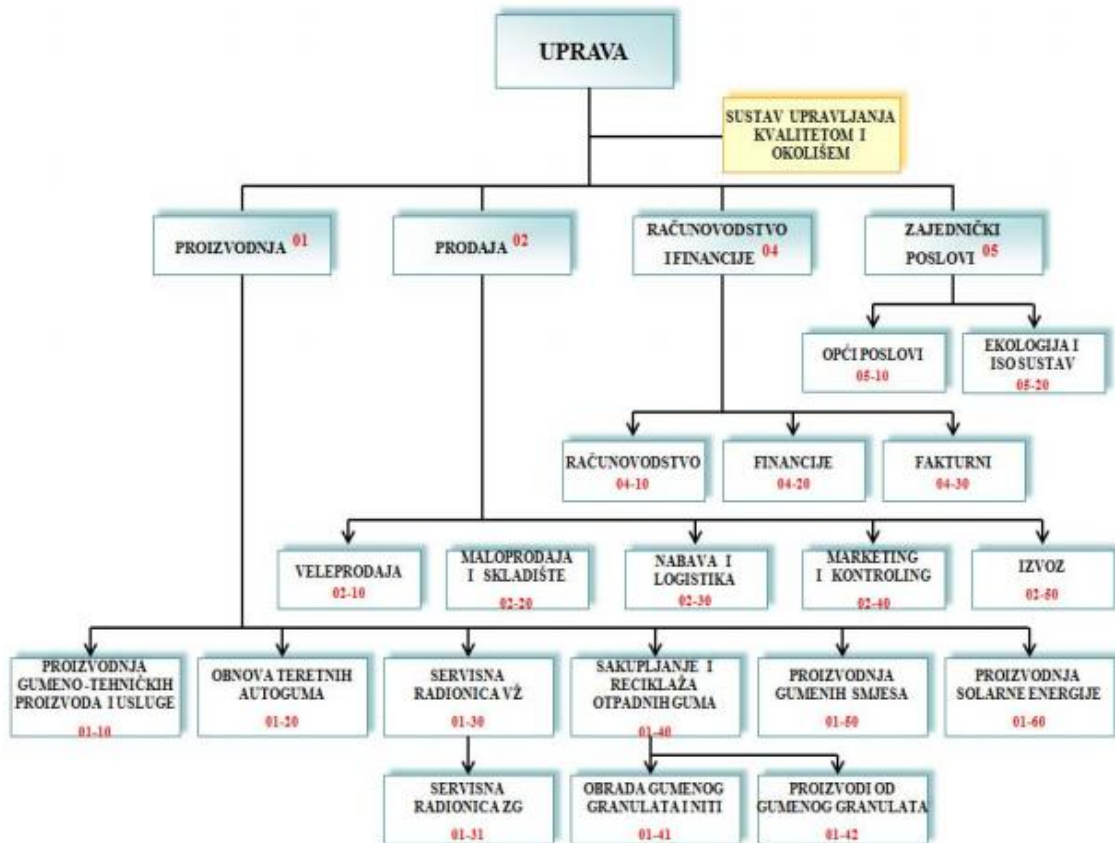 UPRAVA
SUSTAV UPRAVLJANJA
KVALITETOM I
OKOLIŠEM
PROIZVODNJA 01
PRODAJA 02
RAČUNOVODSTVO
I FINANCIJE 04
ZAJEDNIČKI
POSLOVI 05
OPĆI POSLOVI
05-10
EKOLOGIJA I
ISO SUSTAV
05-20
RAČUNOVODSTVO
04-10
FINANCIJE
04-20
FAKTURNI
04-30
VELEPRODAJA
02-10
MALOPRODAJA
I SKLADIŠTE
02-20
NABAVA I
LOGISTIKA
02-30
MARKETING
I KONTROLING
02-40
IZVOZ
02-50
PROIZVODNJA
GUMENO-TEHNIČKIH
PROIZVODA I USLUGE
01-10
OBNOVA TERETNIH
AUTOGUMA
01-20
SERVISNA
RADIONICA VŽ
01-30
SAKUPLJANJE I
RECIKLAŽA
OTPADNIH GUMA
01-40
PROIZVODNJA
GUMENIH SMJESA
01-50
PROIZVODNJA
SOLARNE ENERGIJE
01-60
SERVISNA
RADIONICA ZG
01-31
OBRADA GUMENOG
GRANULATA I NITI
01-41
PROIZVODI OD
GUMENOG GRANULATA
01-42